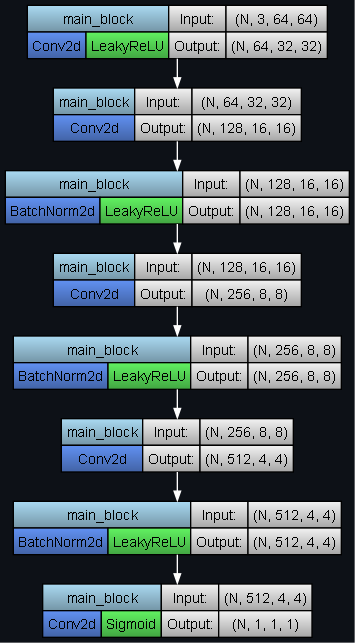 main_block Input: (N, 3, 64, 64)
Conv2d LeakyReLU Output: (N, 64, 32, 32)
main_block Input: (N, 64, 32, 32)
Conv2d Output: (N, 128, 16, 16)
main_block Input: (N, 128, 16, 16)
BatchNorm2d LeakyReLU Output: (N, 128, 16, 16)
main_block Input: (N, 128, 16, 16)
Conv2d Output: (N, 256, 8, 8)
main_block Input: (N, 256, 8, 8)
BatchNorm2d LeakyReLU Output: (N, 256, 8, 8)
main_block Input: (N, 256, 8, 8)
Conv2d Output: (N, 512, 4, 4)
main_block Input: (N, 512, 4, 4)
BatchNorm2d LeakyReLU Output: (N, 512, 4, 4)
main_block Input: (N, 512, 4, 4)
Conv2d Sigmoid Output: (N, 1, 1, 1)